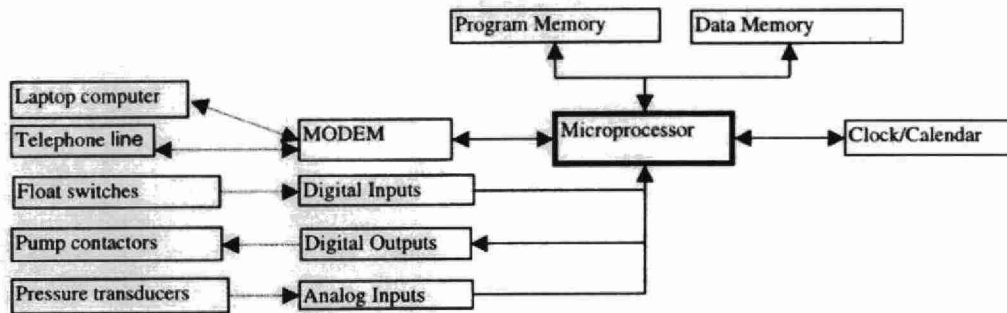 Program Memory
Data Memory
Laptop computer
Telephone line
MODEM
Microprocessor
Clock/Calendar
Float switches
Digital Inputs
Pump contactors
Digital Outputs
Pressure transducers
Analog Inputs